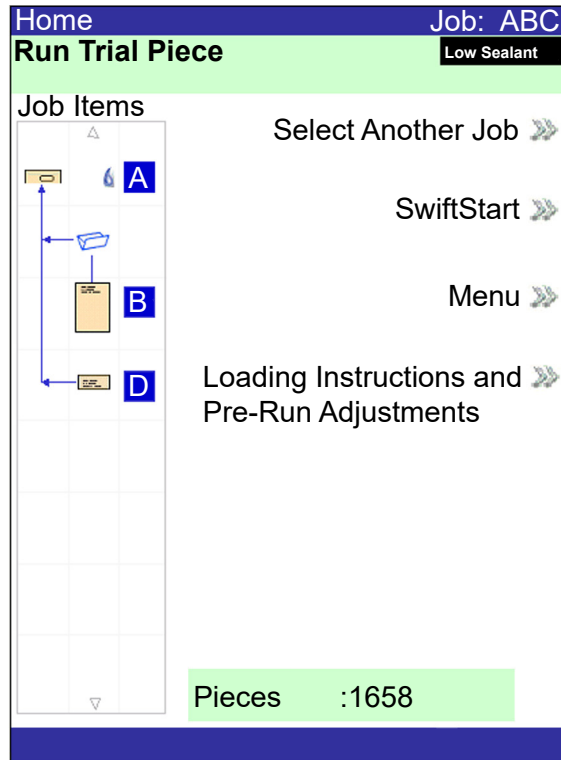 Home Job: ABC
Run Trial Piece Low Sealant
Job Items
Select Another Job
A
SwiftStart
B
Menu
D
Loading Instructions and
Pre-Run Adjustments
Pieces :1658